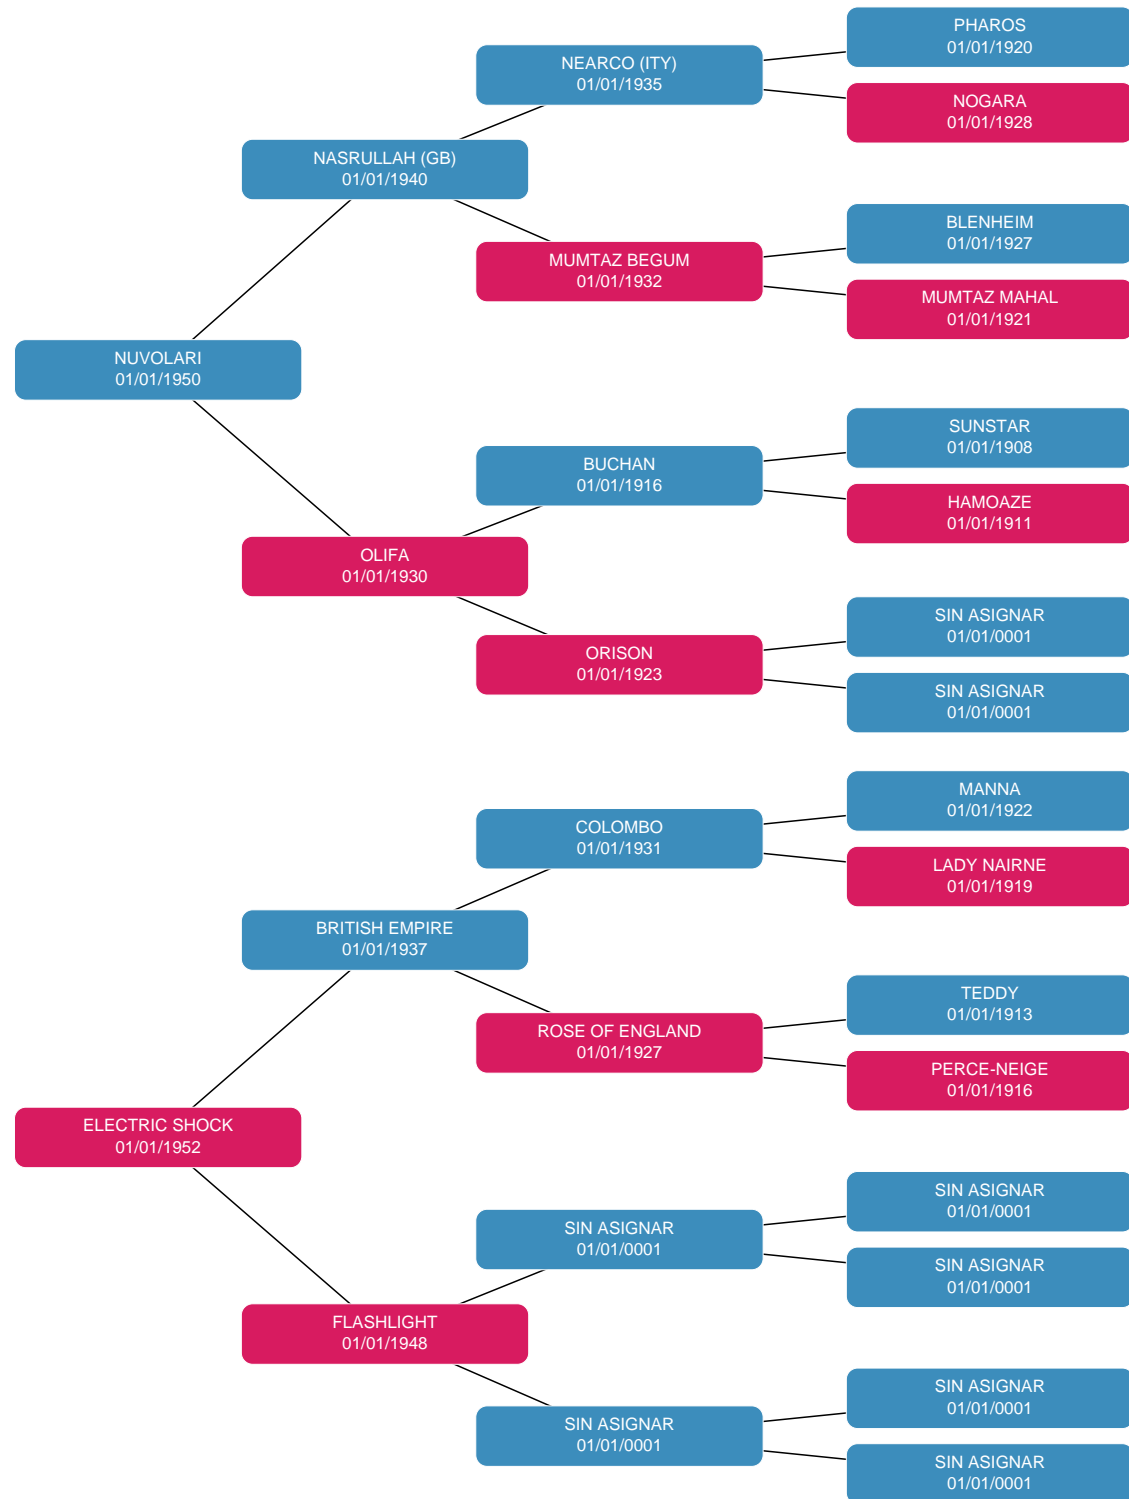 PHAROS
01/01/1920
NEARCO (ITY)
01/01/1935
NOGARA
01/01/1928
NASRULLAH (GB)
01/01/1940
BLENHEIM
01/01/1927
MUMTAZ BEGUM
01/01/1932
MUMTAZ MAHAL
01/01/1921
NUVOLARI
01/01/1950
SUNSTAR
01/01/1908
BUCHAN
01/01/1916
HAMOAZE
01/01/1911
OLIFA
01/01/1930
SIN ASIGNAR
01/01/0001
ORISON
01/01/1923
SIN ASIGNAR
01/01/0001
MANNA
01/01/1922
COLOMBO
01/01/1931
LADY NAIRNE
01/01/1919
BRITISH EMPIRE
01/01/1937
TEDDY
01/01/1913
ROSE OF ENGLAND
01/01/1927
PERCE-NEIGE
01/01/1916
ELECTRIC SHOCK
01/01/1952
SIN ASIGNAR
01/01/0001
SIN ASIGNAR
01/01/0001
SIN ASIGNAR
01/01/0001
FLASHLIGHT
01/01/1948
SIN ASIGNAR
01/01/0001
SIN ASIGNAR
01/01/0001
SIN ASIGNAR
01/01/0001